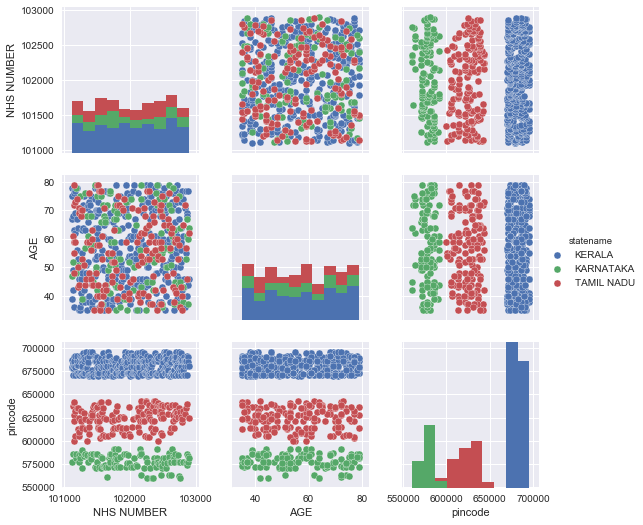 103000
102000
101000
NHS NUMBER
80
70
60
50
40
AGE
statename
KERALA
KARNATAKA
TAMIL NADU
700000
675000
650000
625000
600000
575000
550000
pincode
101000 102000 103000
40 60 80
550000 600000 650000 700000
NHS NUMBER
AGE
pincode